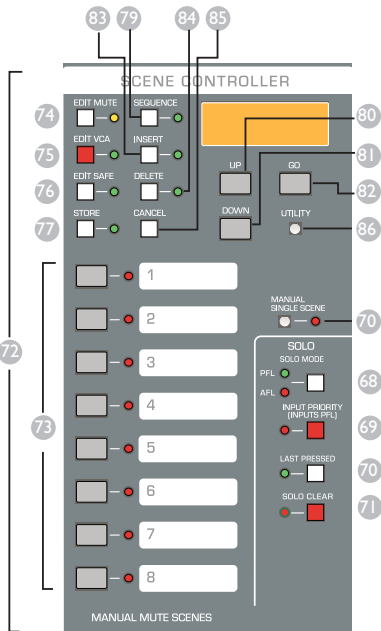 83 79 84 85
SCENE CONTROLLER
74 EDIT MUTE SEQUENCE
80
75 EDIT VCA INSERT
UP GO
81
76 EDIT SAFE DELETE
82
77 STORE CANCEL
DOWN UTILITY
86
1
MANUAL
SINGLE SCENE
70
2
72
SOLO
SOLO MODE
3
PFL
68
AFL
73
4
INPUT PRIORITY
(INPUTS PFL)
69
5
LAST PRESSED
70
6
SOLO CLEAR
71
7
8
MANUAL MUTE SCENES